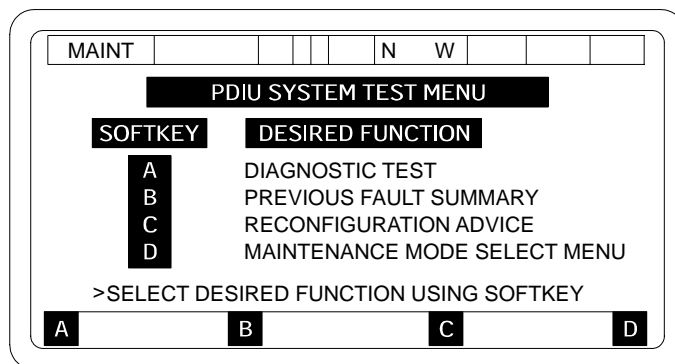 MAINT N W
PDIU SYSTEM TEST MENU
SOFTKEY DESIRED FUNCTION
A DIAGNOSTIC TEST
B PREVIOUS FAULT SUMMARY
C RECONFIGURATION ADVICE
D MAINTENANCE MODE SELECT MENU
>SELECT DESIRED FUNCTION USING SOFTKEY
A B C D